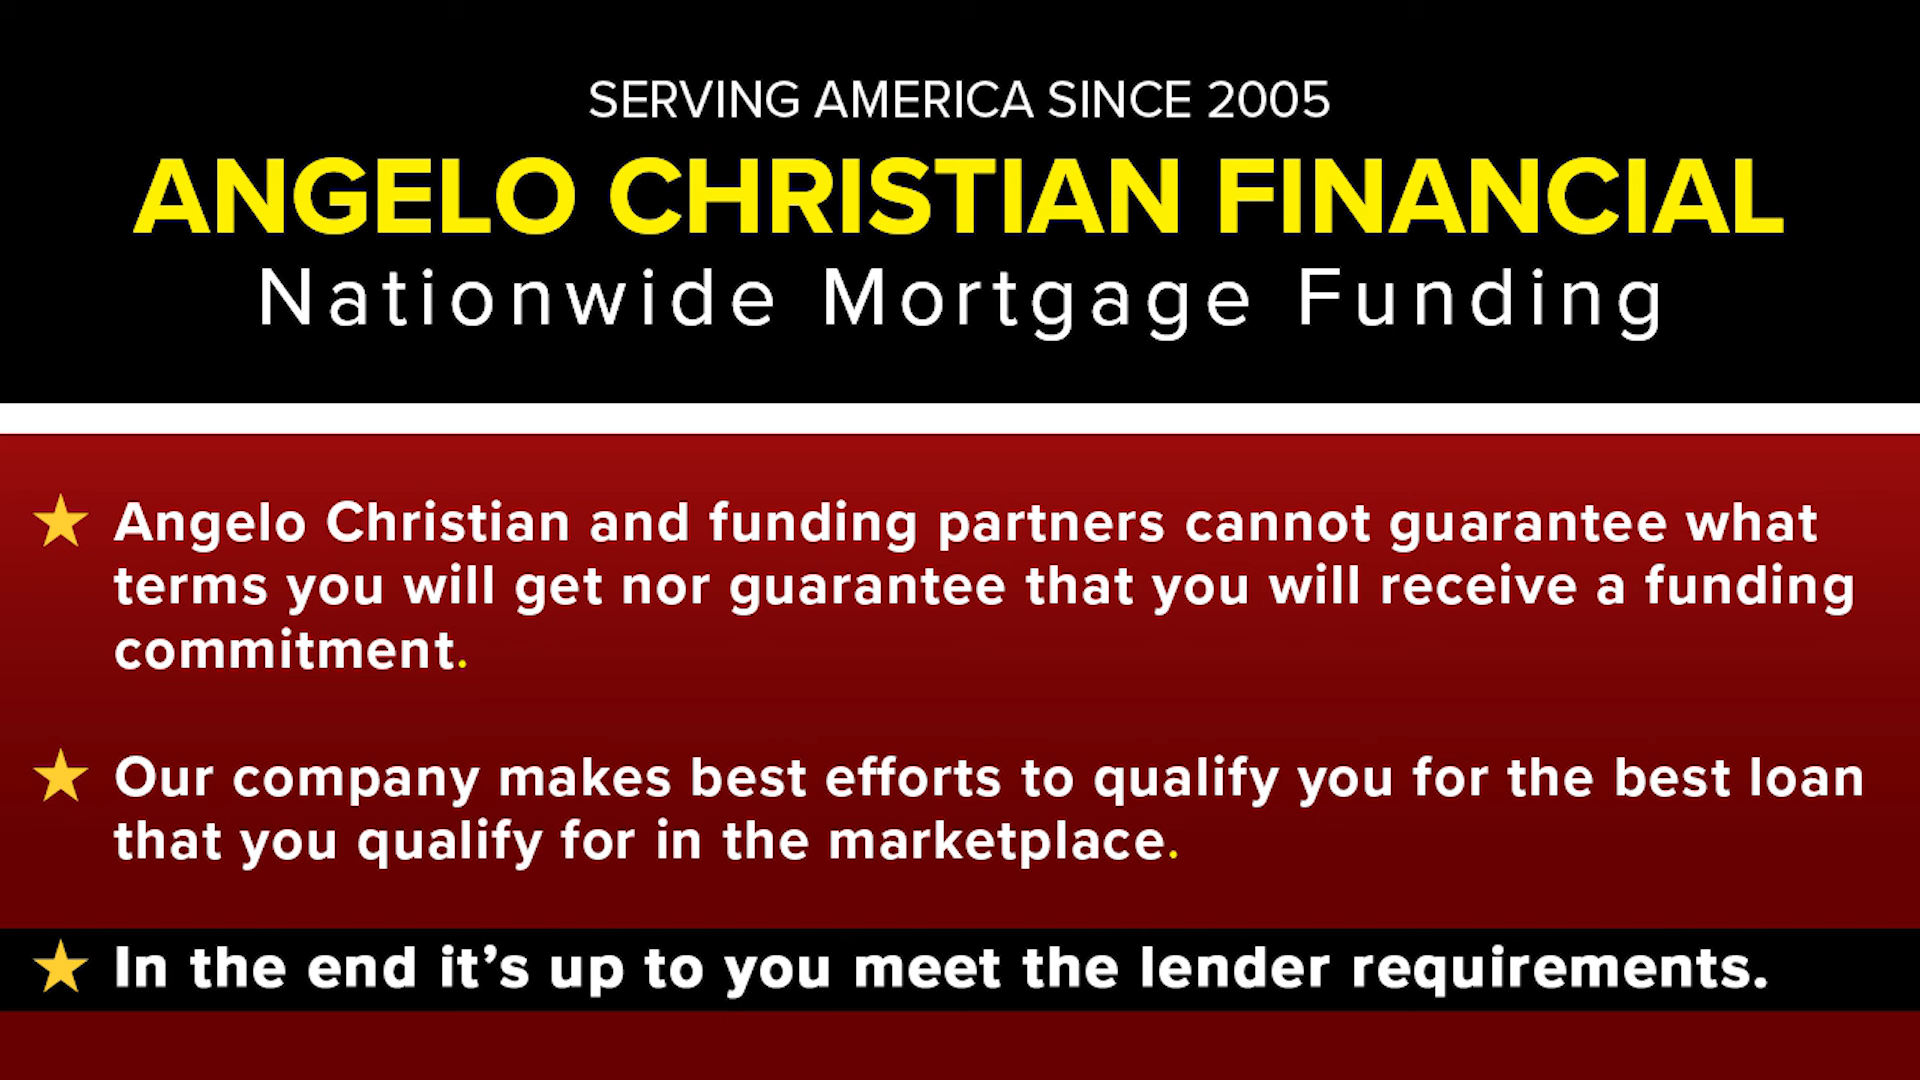 SERVING AMERICA SINCE 2005
ANGELO CHRISTIAN FINANCIAL
Nationwide Mortgage Funding
Angelo Christian and funding partners cannot guarantee what
terms you will get nor guarantee that you will receive a funding
commitment.
Our company makes best efforts to qualify you for the best loan
that you qualify for in the marketplace.
In the end it’s up to you meet the lender requirements.